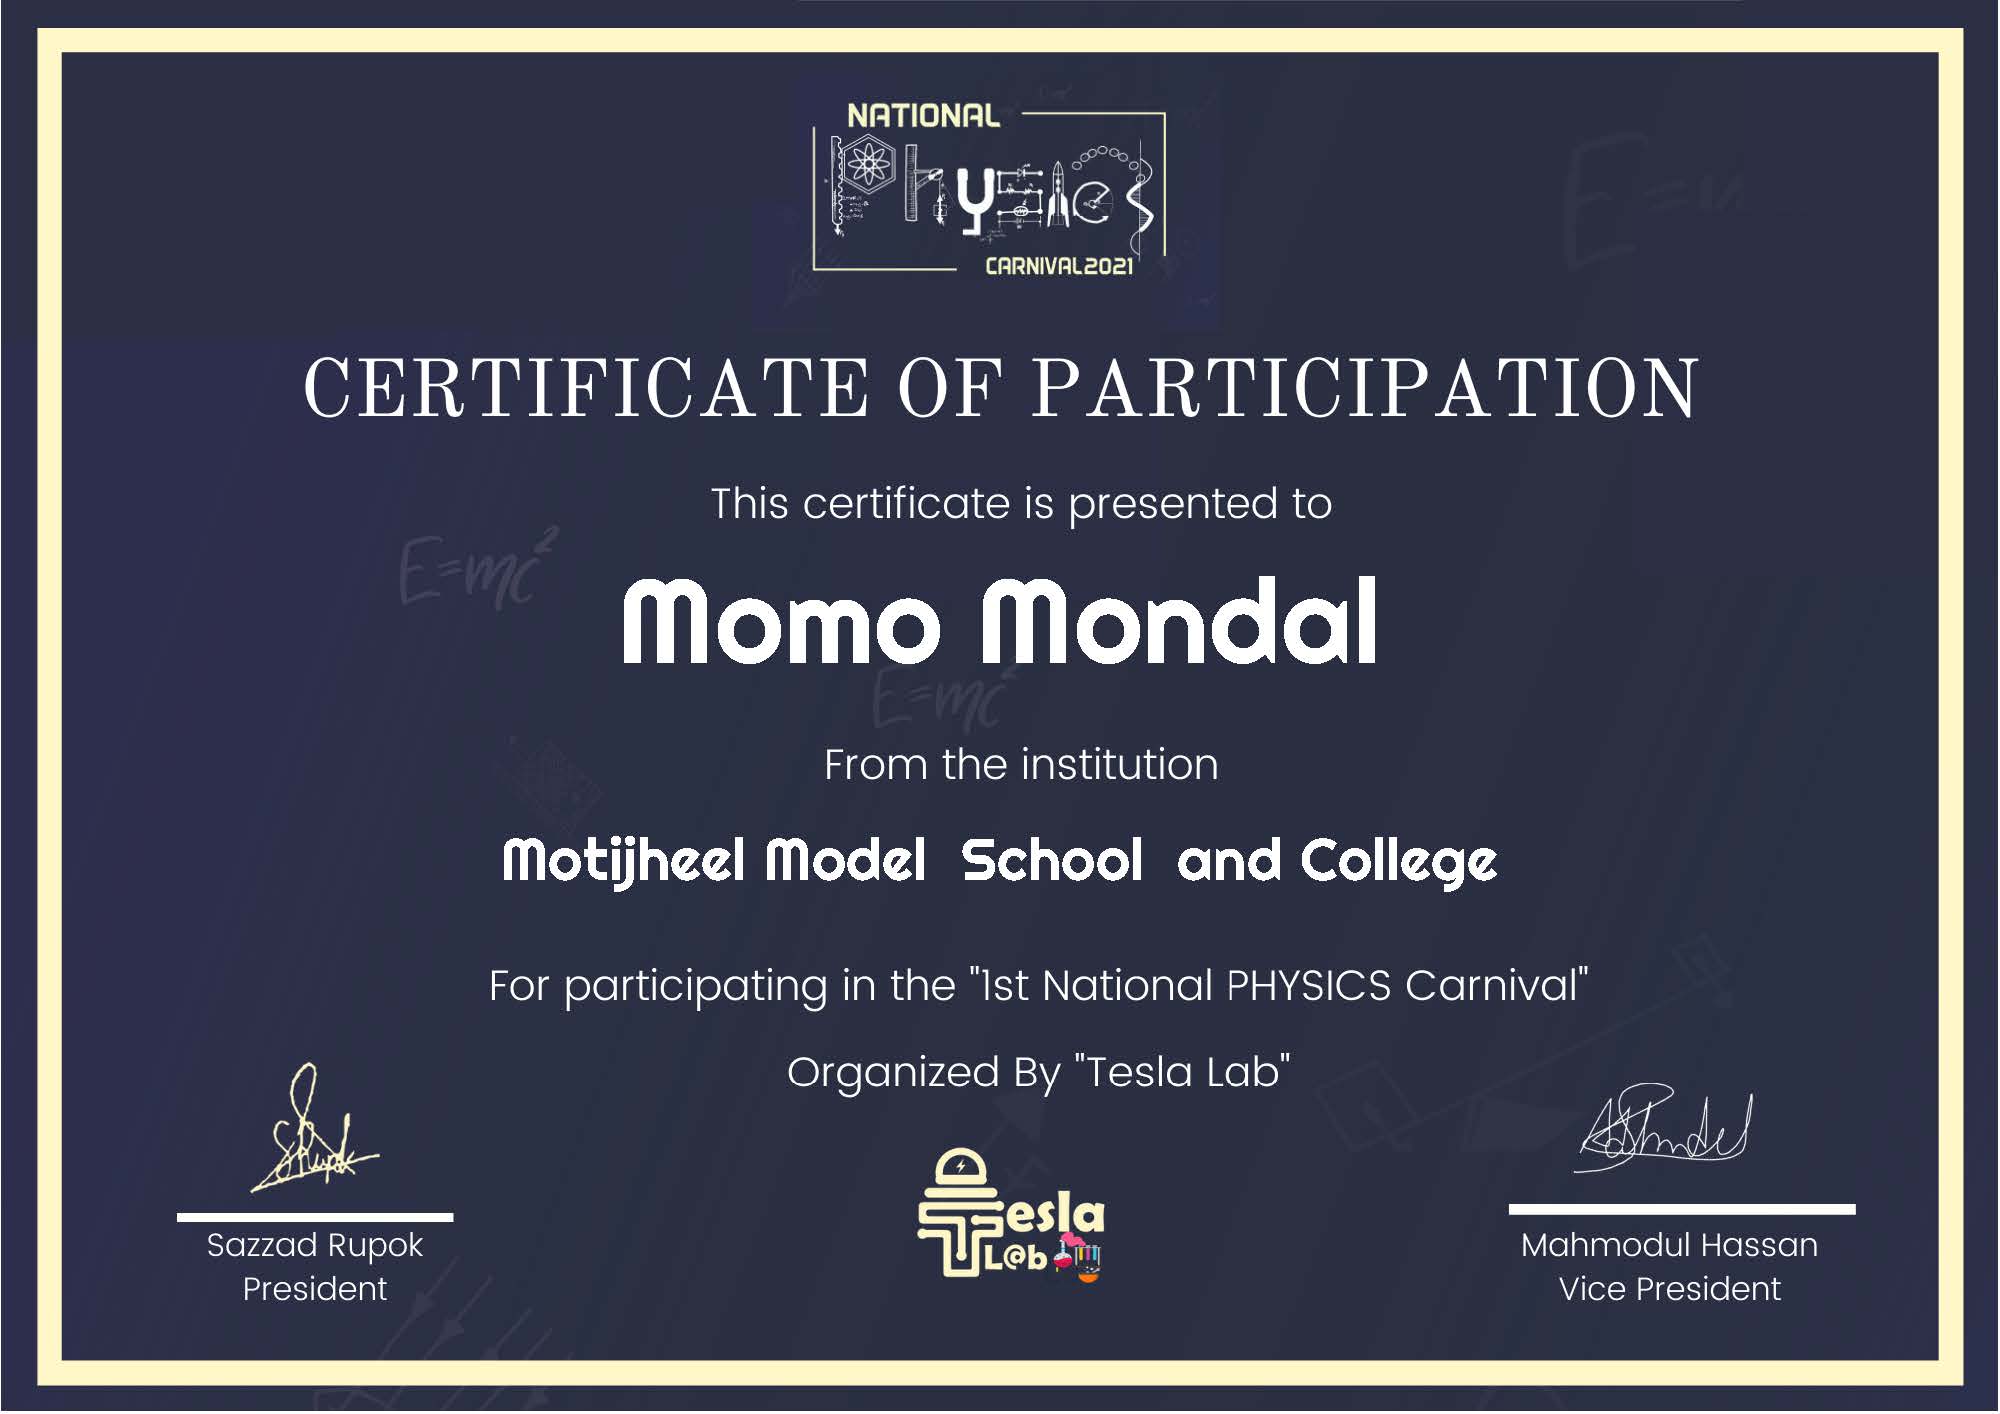 NATIONAL
Physics
CARNIVAL2021
CERTIFICATE OF PARTICIPATION
This certificate is presented to
E=mc²
Momo Mondal
E=mc²
From the institution
Motijheel Model School and College
For participating in the "1st National PHYSICS Carnival"
Organized By "Tesla Lab"
Tesla
L@b
Sazzad Rupok
President
Mahmodul Hassan
Vice President